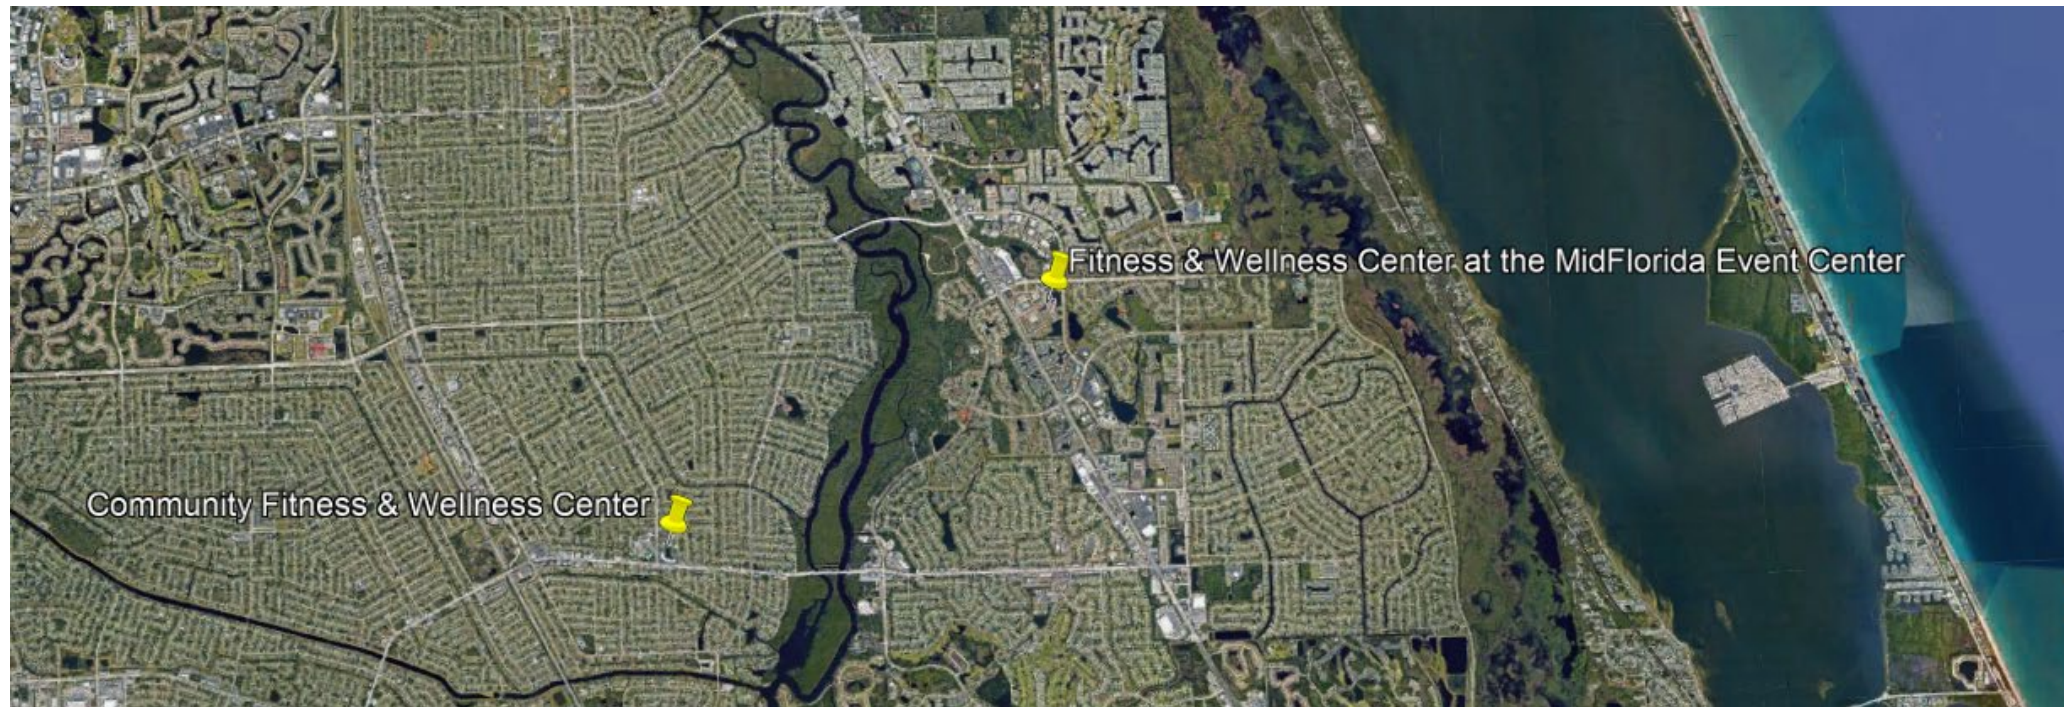 Fitness & Wellness Center at the MidFlorida Event Center
Community Fitness & Wellness Center